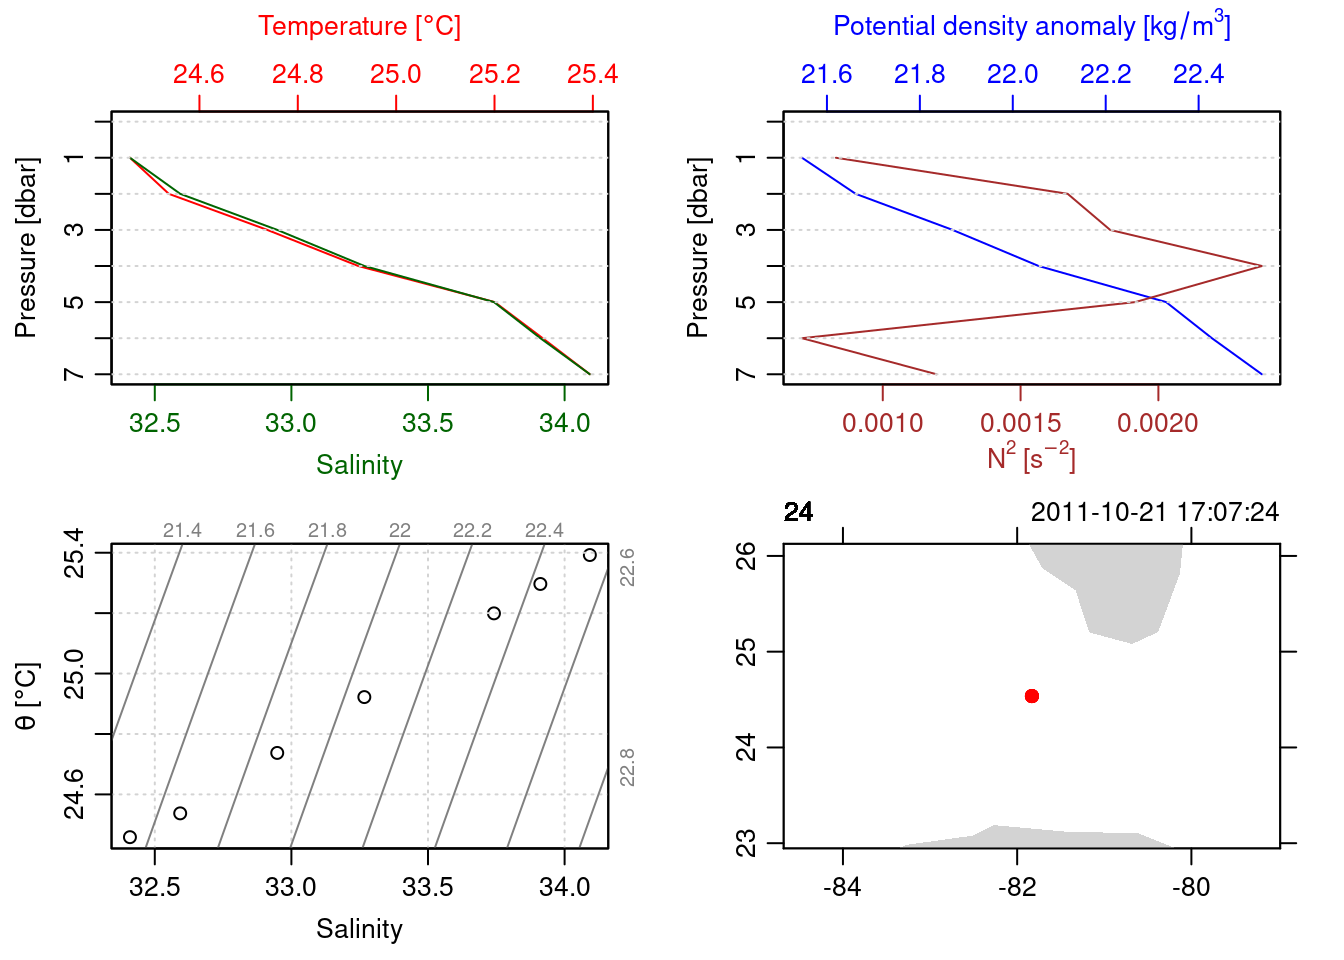 Temperature [°C]
24.6 24.8 25.0 25.2 25.4
Pressure [dbar]
1
3
5
7
32.5 33.0 33.5 34.0
Salinity
Potential density anomaly [kg/m³]
21.6 21.8 22.0 22.2 22.4
Pressure [dbar]
1
3
5
7
0.0010 0.0015 0.0020
N² [s⁻²]
21.4 21.6 21.8 22 22.2 22.4
22.6
22.8
θ [°C]
25.4
25.0
24.6
32.5 33.0 33.5 34.0
Salinity
24 2011-10-21 17:07:24
26
25
24
23
-84 -82 -80